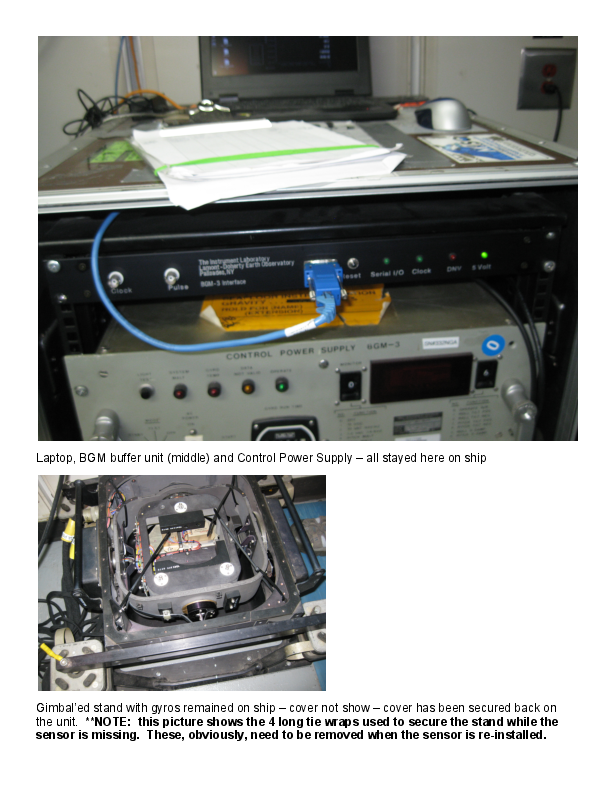 The Instrument Laboratory
Lamont-Doherty Earth Observatory
Palisades, NY
BGM-3 Interface
Clock
Pulse
Reset
Serial I/O
Clock
DNV
5 Volt
GRAVITY
CONTROL POWER SUPPLY BGM-3
Laptop, BGM buffer unit (middle) and Control Power Supply – all stayed here on ship
Gimbal'ed stand with gyros remained on ship – cover not show – cover has been secured back on
the unit. **NOTE: this picture shows the 4 long tie wraps used to secure the stand while the
sensor is missing. These, obviously, need to be removed when the sensor is re-installed.